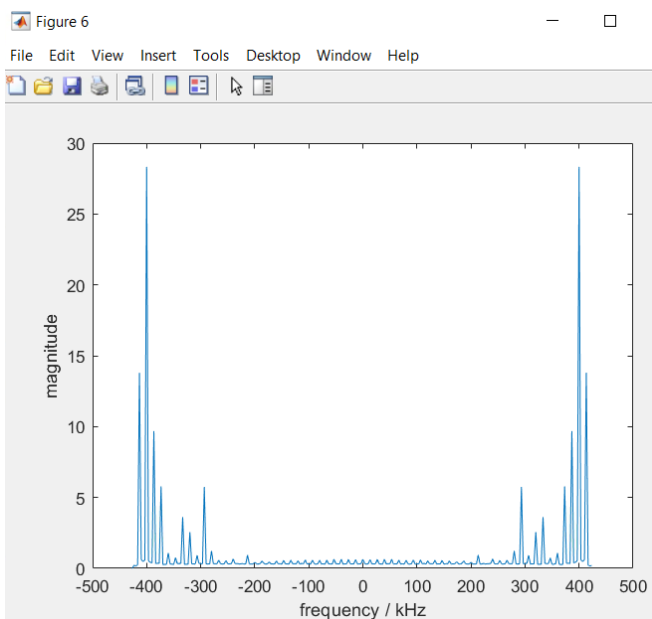 Figure 6
File Edit View Insert Tools Desktop Window Help
30
25
20
15
10
5
0
magnitude
-500 -400 -300 -200 -100 0 100 200 300 400 500
frequency / kHz